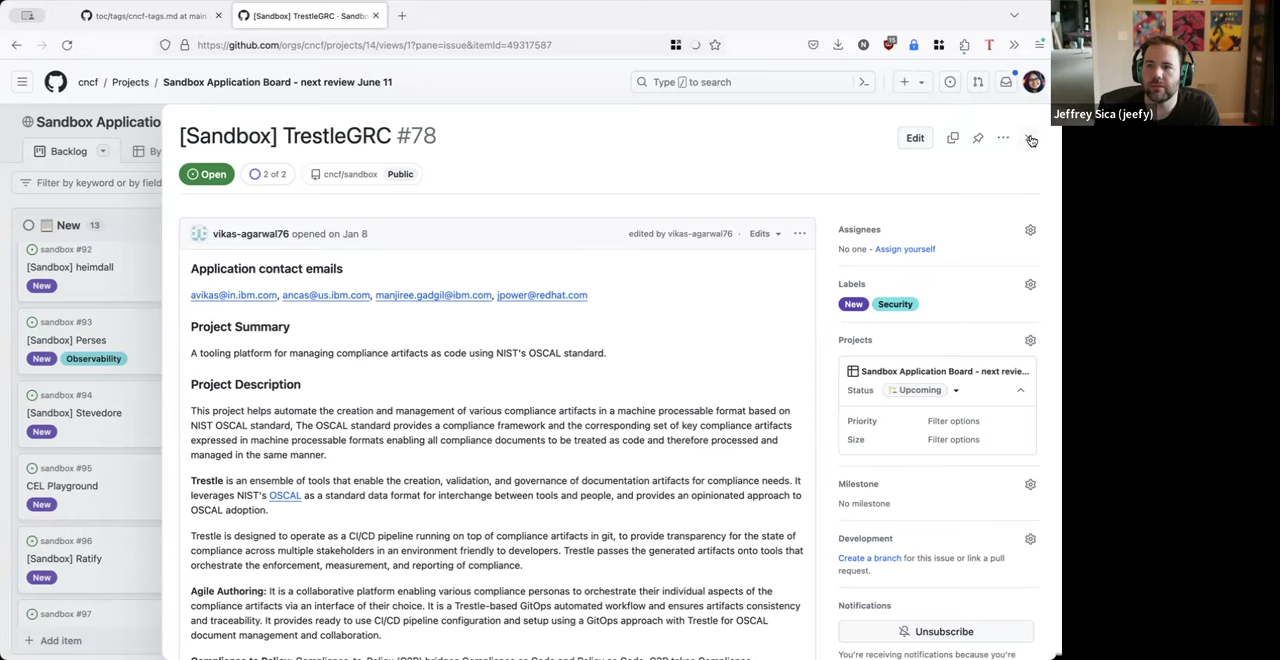 toc/tags/cncf-tags.md at main
[Sandbox] TrestleGRC · Sandbo
https://github.com/orgs/cncf/projects/14/views/1?pane=issue&itemId=49317587
cncf / Projects / Sandbox Application Board - next review June 11
Type / to search
Jeffrey Sica (jeefy)
Sandbox Applicatio
Backlog
By
Filter by keyword or by field
New 13
sandbox #92
[Sandbox] heimdall
New
sandbox #93
[Sandbox] Perses
New Observability
sandbox #94
[Sandbox] Stevedore
New
sandbox #95
CEL Playground
New
sandbox #96
[Sandbox] Ratify
New
sandbox #97
+ Add item
[Sandbox] TrestleGRC #78
Edit
Open
2 of 2
cncf/sandbox Public
vikas-agarwal76 opened on Jan 8
edited by vikas-agarwal76 · Edits
Application contact emails
avikas@in.ibm.com, ancas@us.ibm.com, manjiree.gadgil@ibm.com, jpower@redhat.com
Project Summary
A tooling platform for managing compliance artifacts as code using NIST's OSCAL standard.
Project Description
This project helps automate the creation and management of various compliance artifacts in a machine processable format based on
NIST OSCAL standard, The OSCAL standard provides a compliance framework and the corresponding set of key compliance artifacts
expressed in machine processable formats enabling all compliance documents to be treated as code and therefore processed and
managed in the same manner.
Trestle is an ensemble of tools that enable the creation, validation, and governance of documentation artifacts for compliance needs. It
leverages NIST's OSCAL as a standard data format for interchange between tools and people, and provides an opinionated approach to
OSCAL adoption.
Trestle is designed to operate as a CI/CD pipeline running on top of compliance artifacts in git, to provide transparency for the state of
compliance across multiple stakeholders in an environment friendly to developers. Trestle passes the generated artifacts onto tools that
orchestrate the enforcement, measurement, and reporting of compliance.
Agile Authoring: It is a collaborative platform enabling various compliance personas to orchestrate their individual aspects of the
compliance artifacts via an interface of their choice. It is a Trestle-based GitOps automated workflow and ensures artifacts consistency
and traceability. It provides ready to use CI/CD pipeline configuration and setup using a GitOps approach with Trestle for OSCAL
document management and collaboration.
Assignees
No one - Assign yourself
Labels
New Security
Projects
Sandbox Application Board - next revie...
Status Upcoming
Priority Filter options
Size Filter options
Milestone
No milestone
Development
Create a branch for this issue or link a pull
request.
Notifications
Unsubscribe
You're receiving notifications because you're